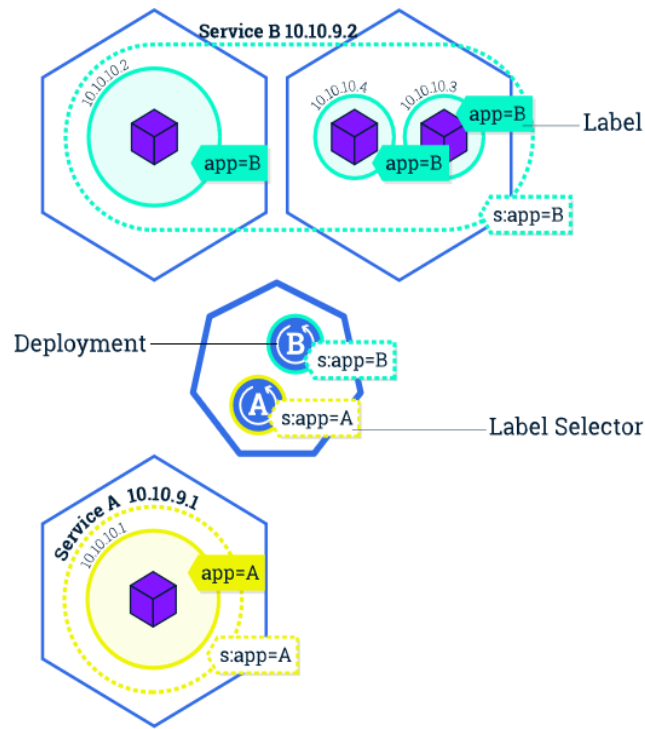 Service B 10.10.9.2
10.10.10.2
10.10.10.4
10.10.10.3
app=B
Label
app=B
app=B
s:app=B
Deployment
B
s:app=B
A
s:app=A
Label Selector
Service A 10.10.9.1
10.10.10.1
app=A
s:app=A